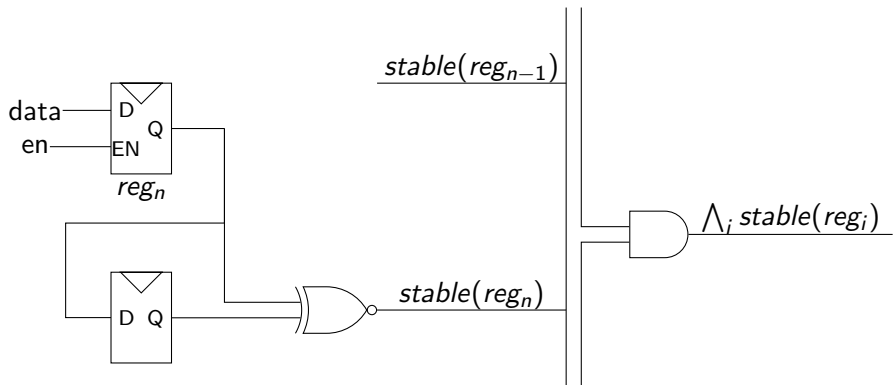 stable(reg_{n−1})
data
D
Q
en
EN
reg_n
⋀_i stable(reg_i)
stable(reg_n)
D Q